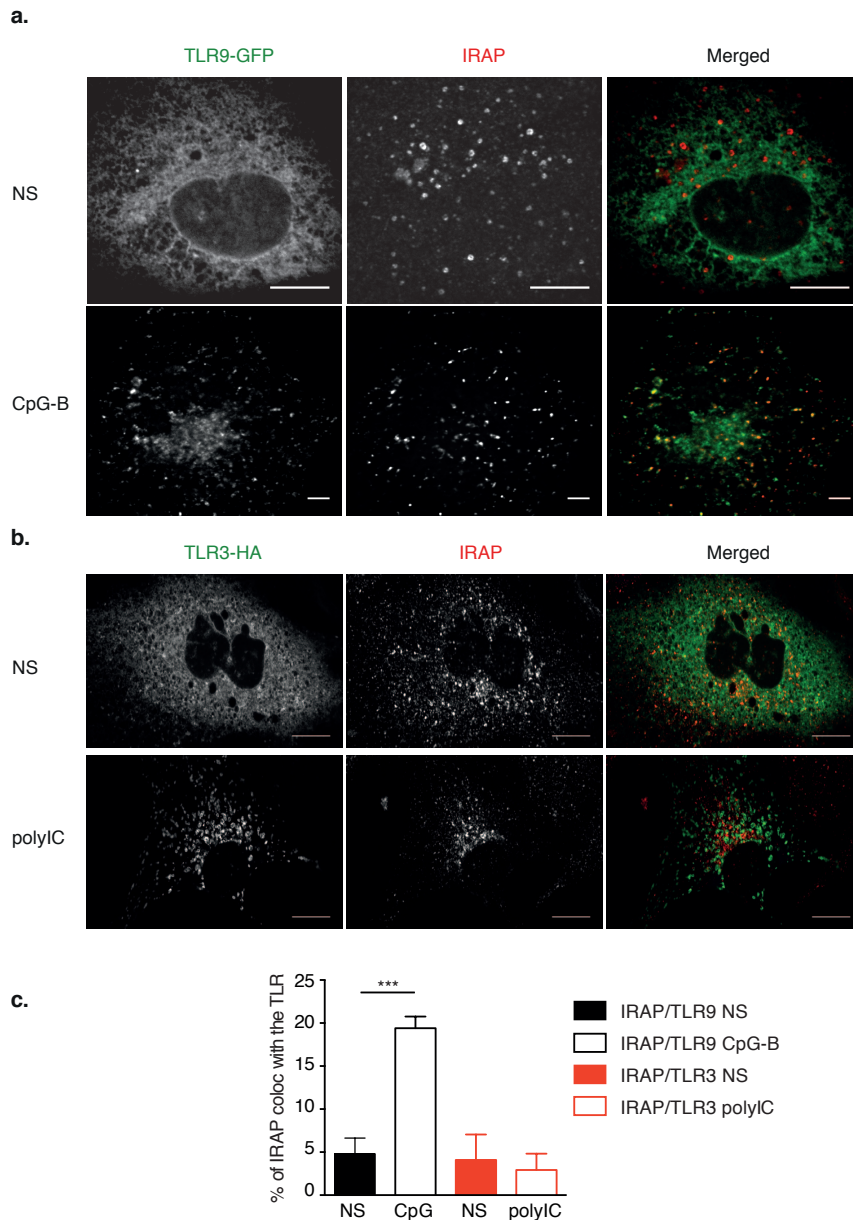 a.
TLR9-GFP IRAP Merged
NS
CpG-B
b.
TLR3-HA IRAP Merged
NS
polyIC
c.
% of IRAP coloc with the TLR
25
20
15
10
5
0
***
NS CpG NS polyIC
IRAP/TLR9 NS
IRAP/TLR9 CpG-B
IRAP/TLR3 NS
IRAP/TLR3 polyIC